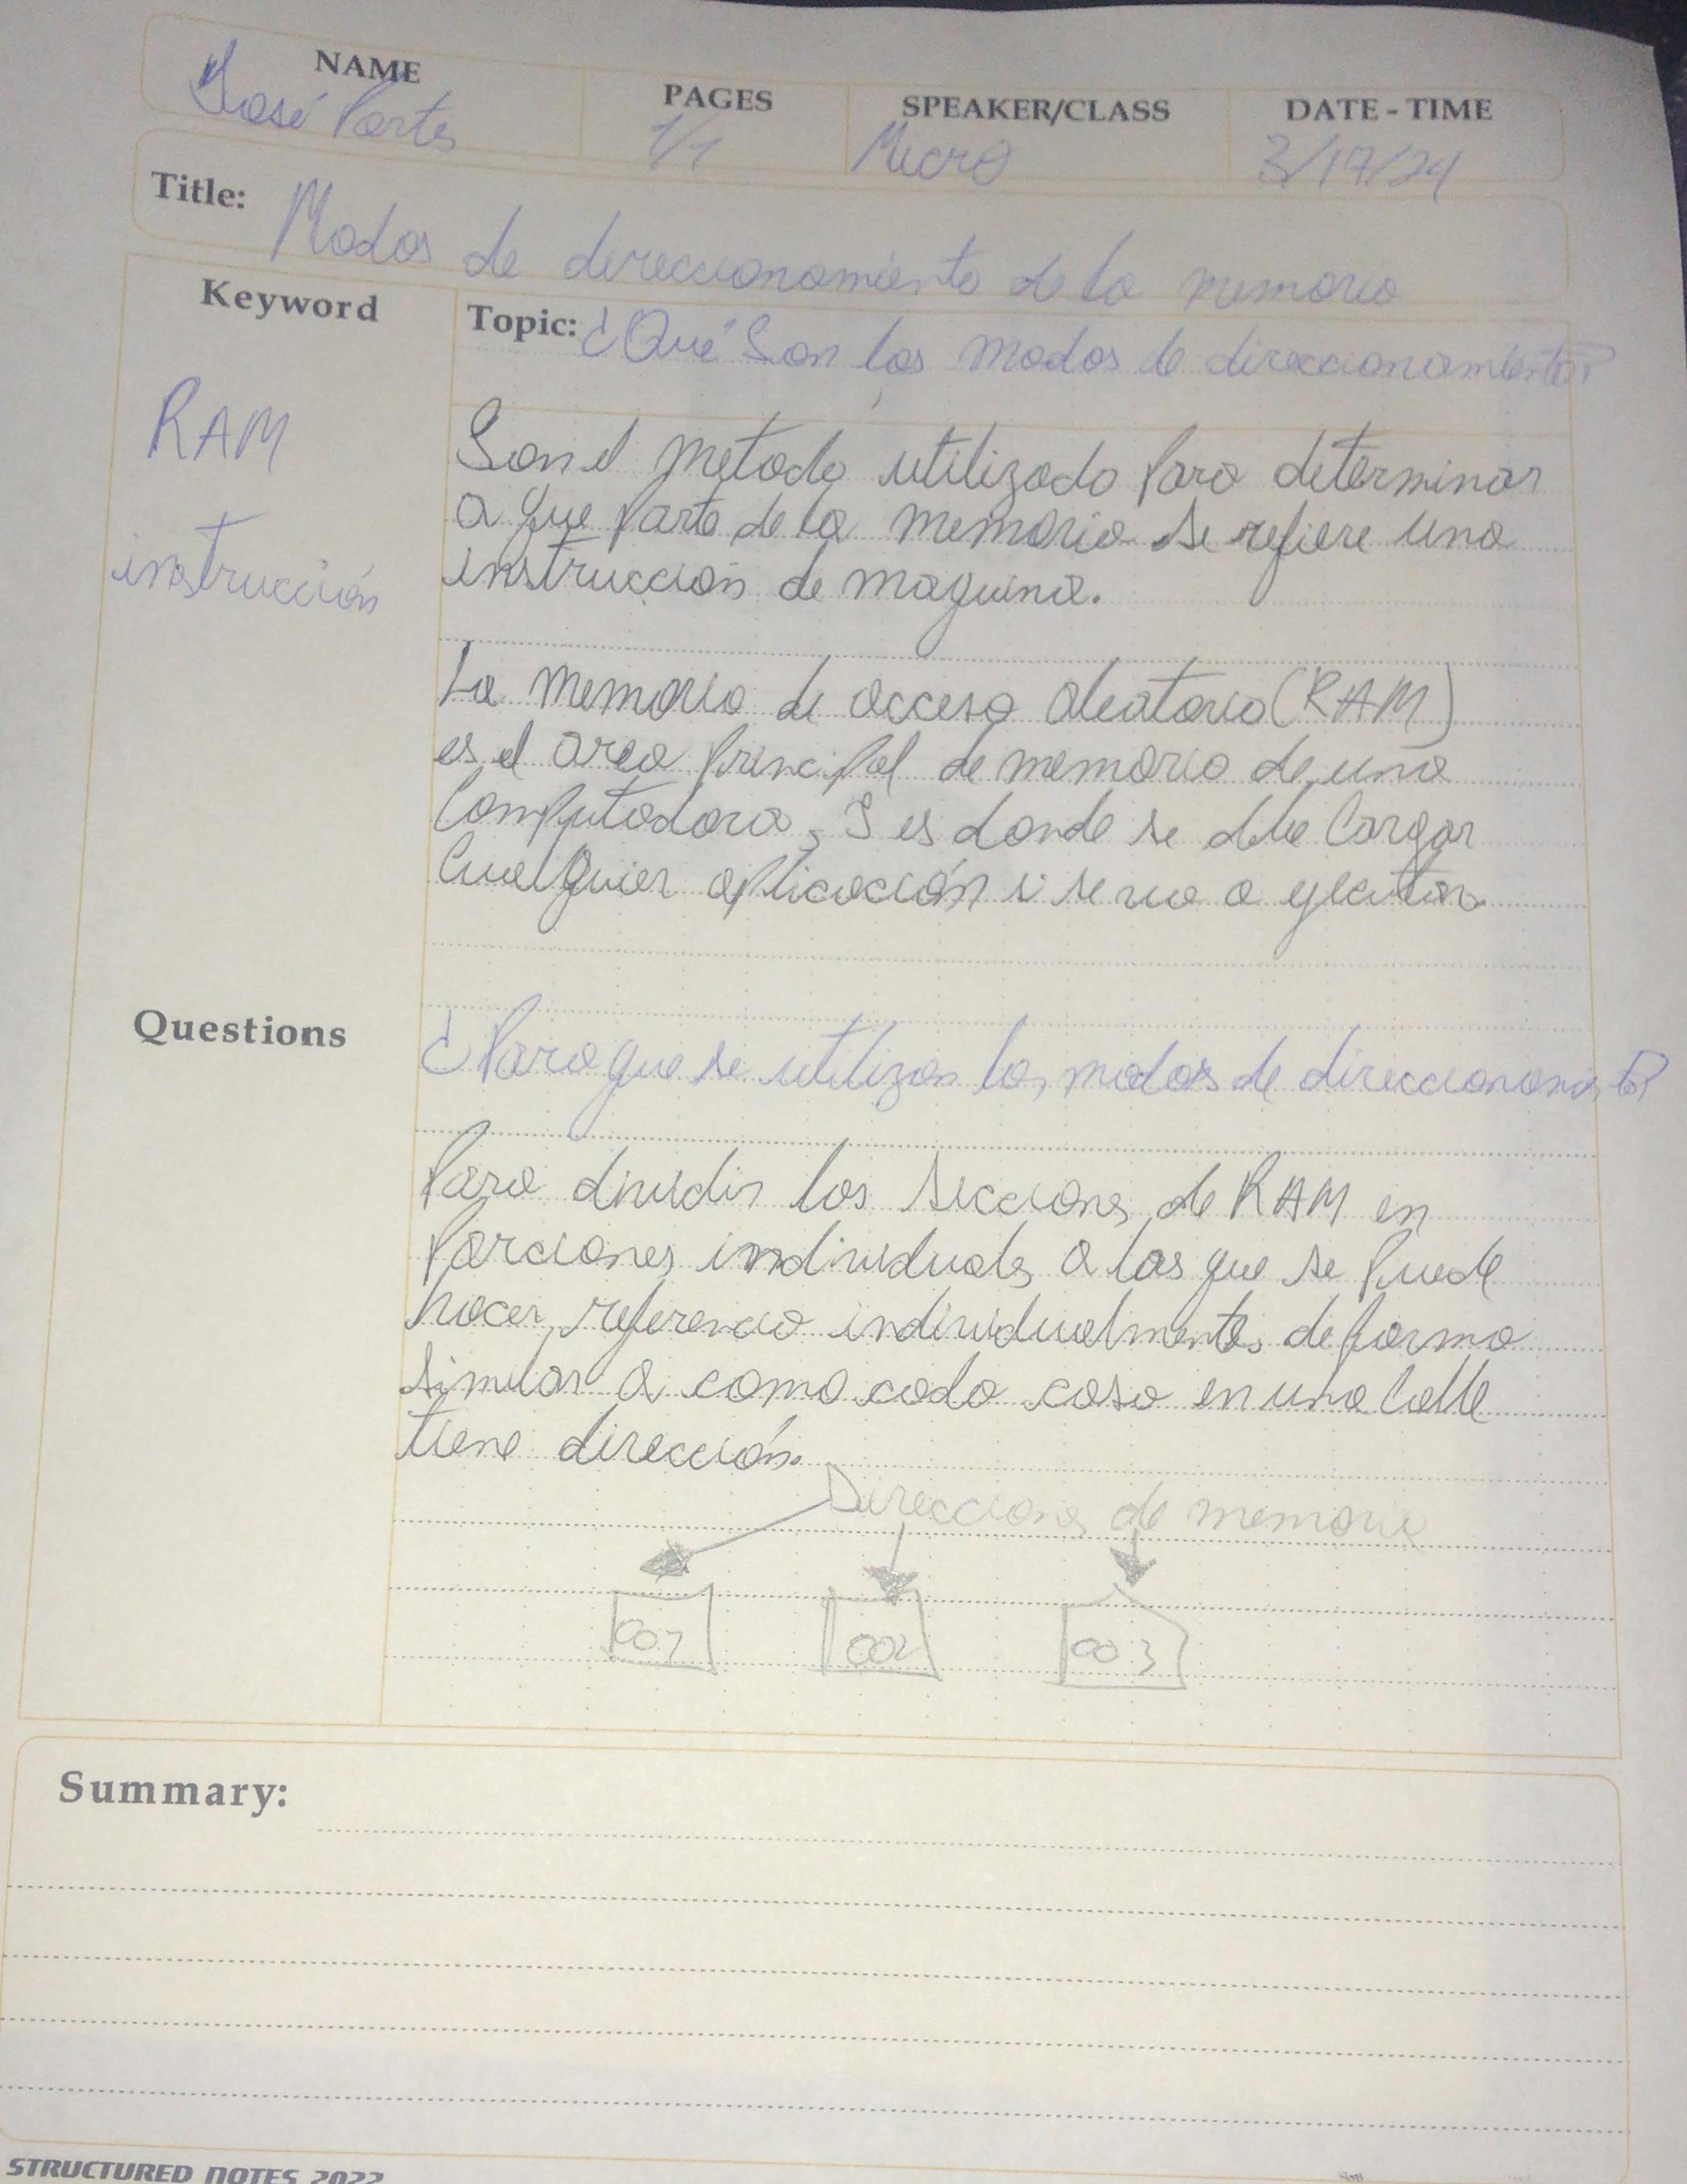 NAME PAGES SPEAKER/CLASS DATE - TIME
José Portes 1/1 Micro 3/17/24
Title: Modos de direccionamiento de la memoria
Keyword
Topic: ¿Qué son los modos de direccionamiento?
RAM
instrucción
Son el metodo utilizado para determinar
a que parte de la memoria se refiere una
instruccion de maquina.
La memoria de acceso aleatorio (RAM)
es el area principal de memoria de una
Computadora, y es donde se debe Cargar
Cualquier aplicación si se va a ejecutar.
Questions
¿Para que se utilizan los modos de direccionamiento?
Para dividir las secciones de RAM en
Porciones individuales a las que se puede
hacer referencia individualmente, de forma
similar a como cada casa en una Calle
tiene dirección.
Direcciones de memoria
001 002 003
Summary:
STRUCTURED NOTES 2022